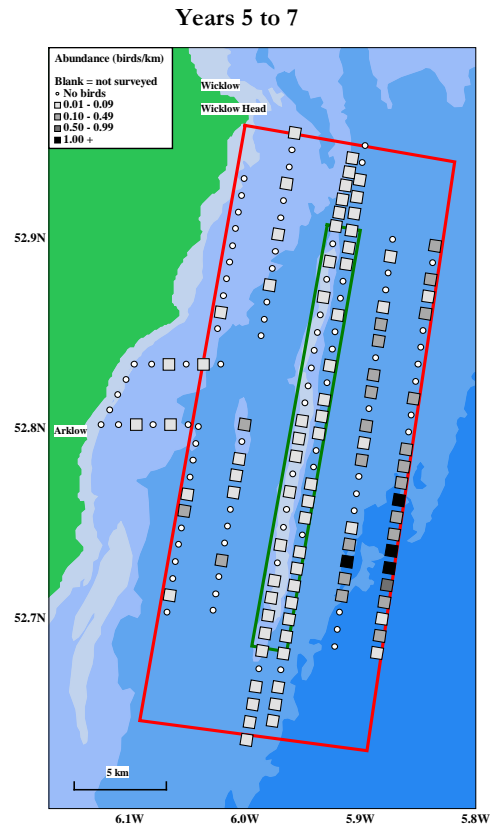 Years 5 to 7
Abundance (birds/km)
Blank = not surveyed
No birds
0.01 - 0.09
0.10 - 0.49
0.50 - 0.99
1.00 +
Wicklow
Wicklow Head
52.9N
52.8N
Arklow
52.7N
5 km
6.1W 6.0W 5.9W 5.8W